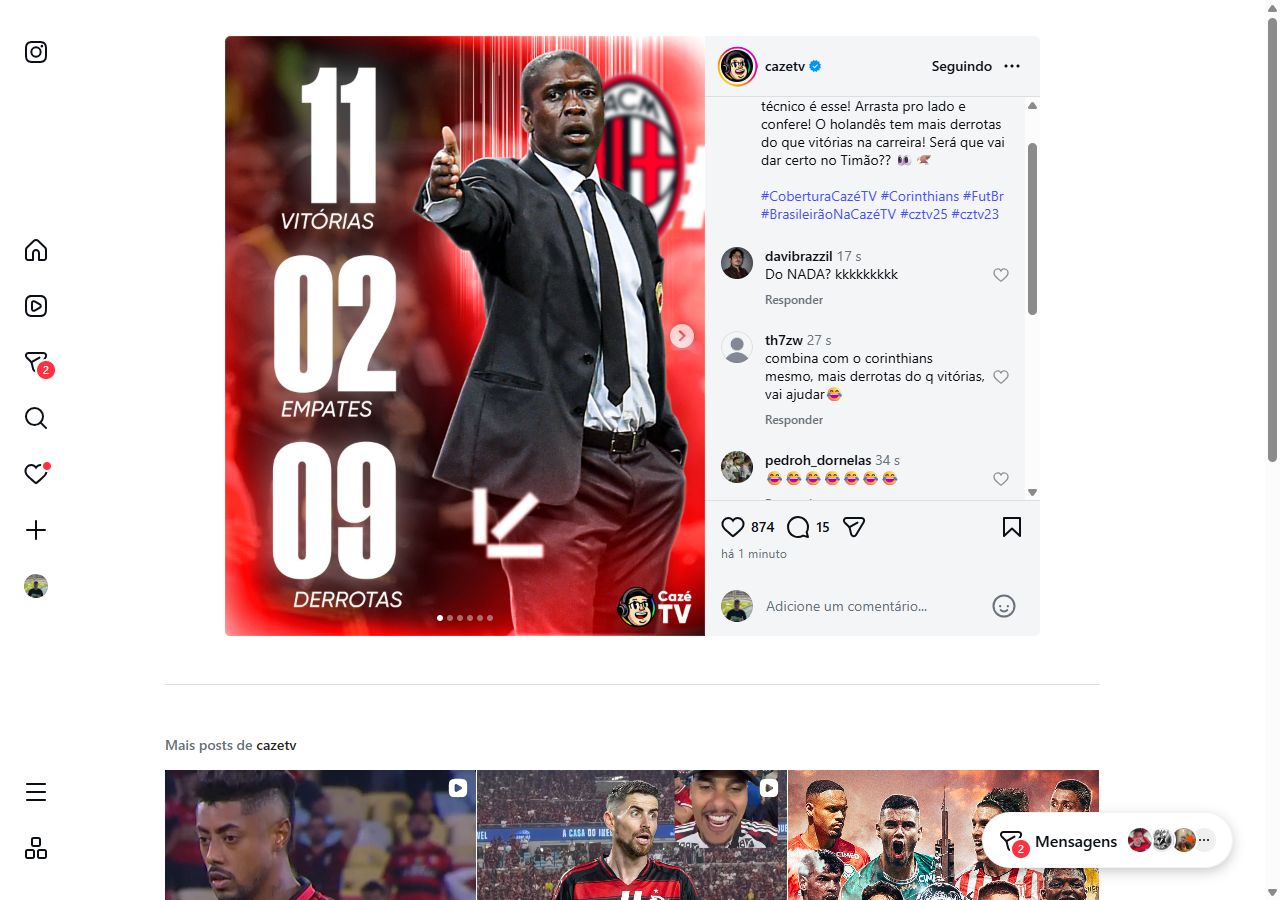 11
VITÓRIAS
02
EMPATES
09
DERROTAS
ACM
Cazé
TV
cazetv
Seguindo
técnico é esse! Arrasta pro lado e
confere! O holandês tem mais derrotas
do que vitórias na carreira! Será que vai
dar certo no Timão?? 👀 🦅
#CoberturaCazéTV #Corinthians #FutBr
#BrasileirãoNaCazéTV #cztv25 #cztv23
davibrazzil 17 s
Do NADA? kkkkkkkkk
Responder
th7zw 27 s
combina com o corinthians
mesmo, mais derrotas do q vitórias,
vai ajudar😂
Responder
pedroh_dornelas 34 s
😂😂😂😂😂😂😂
874
15
há 1 minuto
Adicione um comentário...
2
Mais posts de cazetv
A CASA DO
2
Mensagens